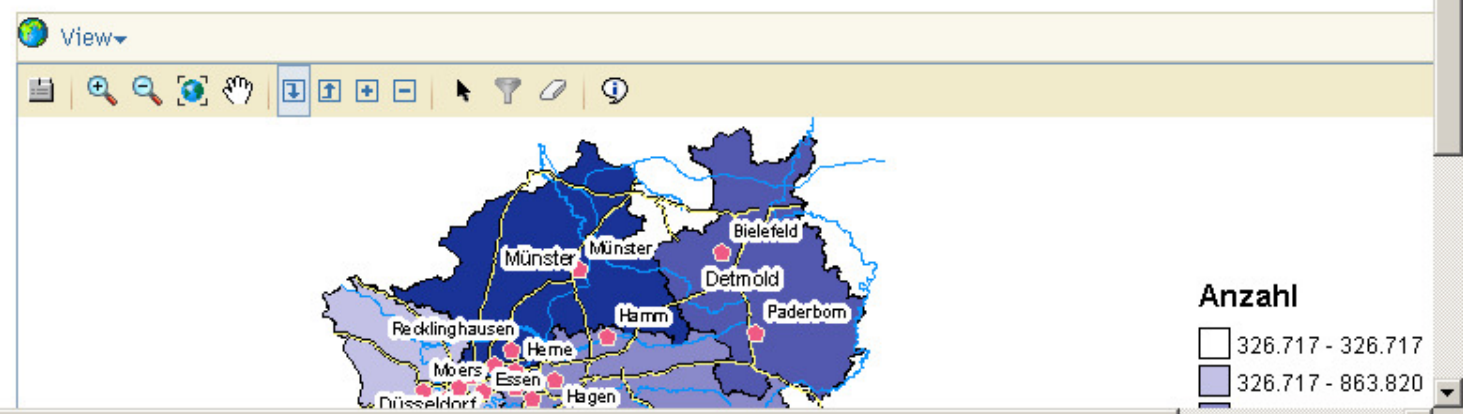 View
Bielefeld
Münster
Münster
Detmold
Hamm
Paderborn
Recklinghausen
Herne
Moers
Essen
Düsseldorf
Hagen
Anzahl
326.717 - 326.717
326.717 - 863.820